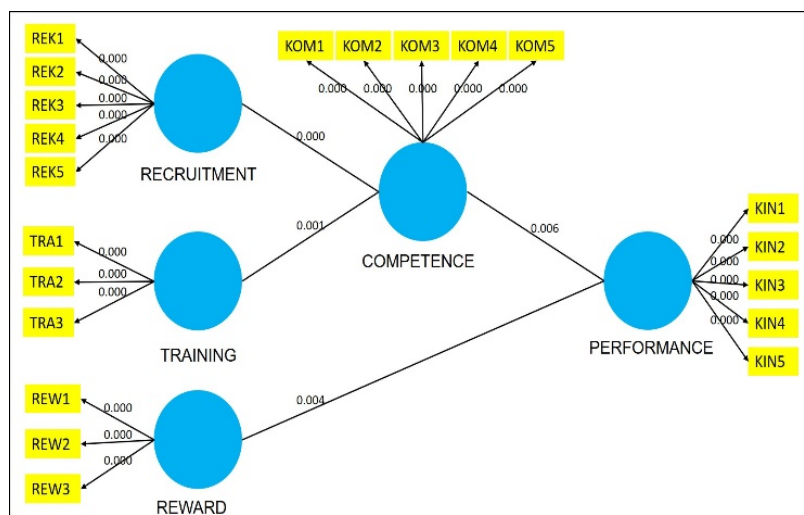 REK1
REK2
REK3
REK4
REK5
0.000
0.000
0.000
0.000
0.000
RECRUITMENT
KOM1 KOM2 KOM3 KOM4 KOM5
0.000 0.000 0.000 0.000 0.000
0.000
0.001
COMPETENCE
TRA1
TRA2
TRA3
0.000
0.000
0.000
TRAINING
0.006
KIN1
KIN2
KIN3
KIN4
KIN5
0.000
0.000
0.000
0.000
0.000
PERFORMANCE
REW1
REW2
REW3
0.000
0.000
0.000
REWARD
0.004